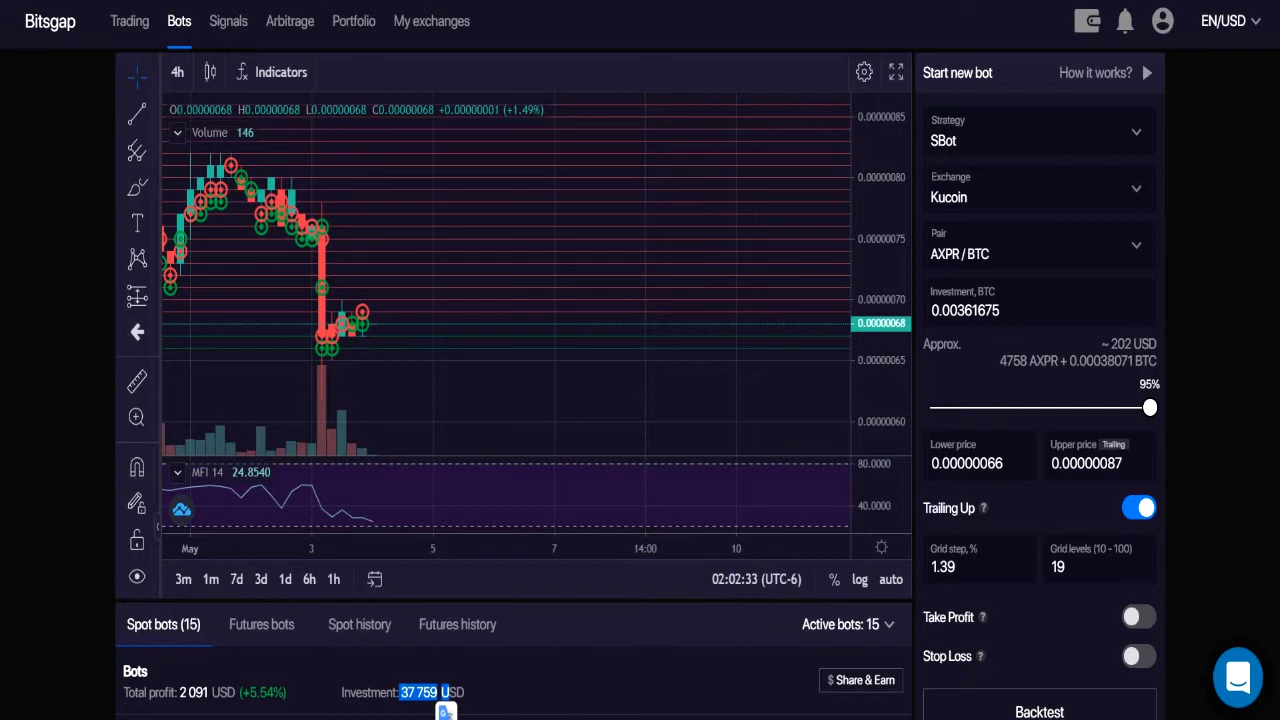 Bitsgap Trading Bots Signals Arbitrage Portfolio My exchanges EN/USD
4h Indicators
O0.00000068 H0.00000068 L0.00000068 C0.00000068 +0.00000001 (+1.49%)
Volume 146
0.00000085
0.00000080
0.00000075
0.00000070
0.00000068
0.00000065
0.00000060
MFI 14 24.8540
80.0000
40.0000
May 3 5 7 14:00 10
3m 1m 7d 3d 1d 6h 1h 02:02:33 (UTC-6) % log auto
Spot bots (15) Futures bots Spot history Futures history Active bots: 15
Bots
Total profit: 2 091 USD (+5.54%) Investment: 37 759 USD
$ Share & Earn
Start new bot How it works?
Strategy
SBot
Exchange
Kucoin
Pair
AXPR / BTC
Investment, BTC
0.00361675
Approx. ~ 202 USD
4758 AXPR + 0.00038071 BTC
95%
Lower price Upper price Trailing
0.00000066 0.00000087
Trailing Up ?
Grid step, % Grid levels (10 - 100)
1.39 19
Take Profit ?
Stop Loss ?
Backtest